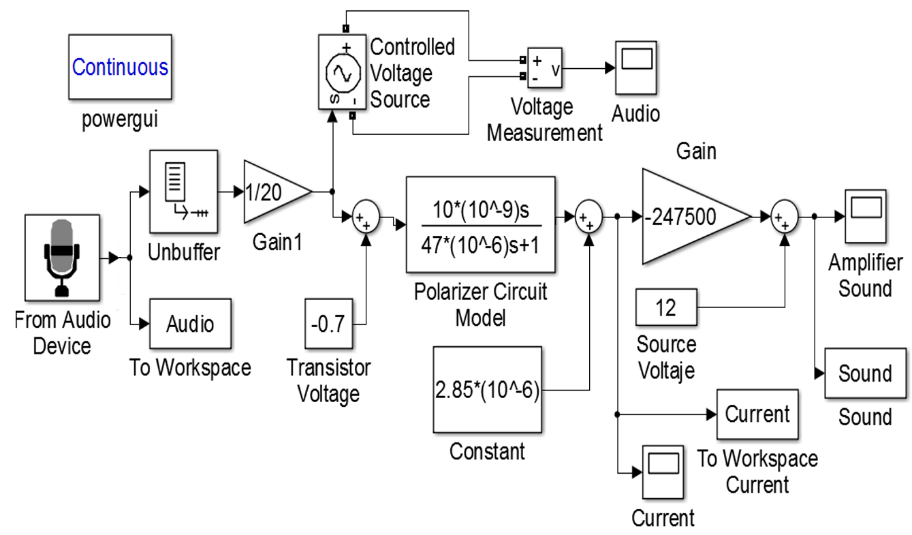 Continuous
powergui
+
s
-
Controlled
Voltage
Source
+
-
v
Voltage
Measurement
Audio
From Audio
Device
Unbuffer
Audio
To Workspace
1/20
Gain1
+
+
-0.7
Transistor
Voltage
10*(10^-9)s
47*(10^-6)s+1
Polarizer Circuit
Model
2.85*(10^-6)
Constant
+
+
Gain
-247500
12
Source
Voltaje
+
+
Amplifier
Sound
Sound
Sound
Current
To Workspace
Current
Current